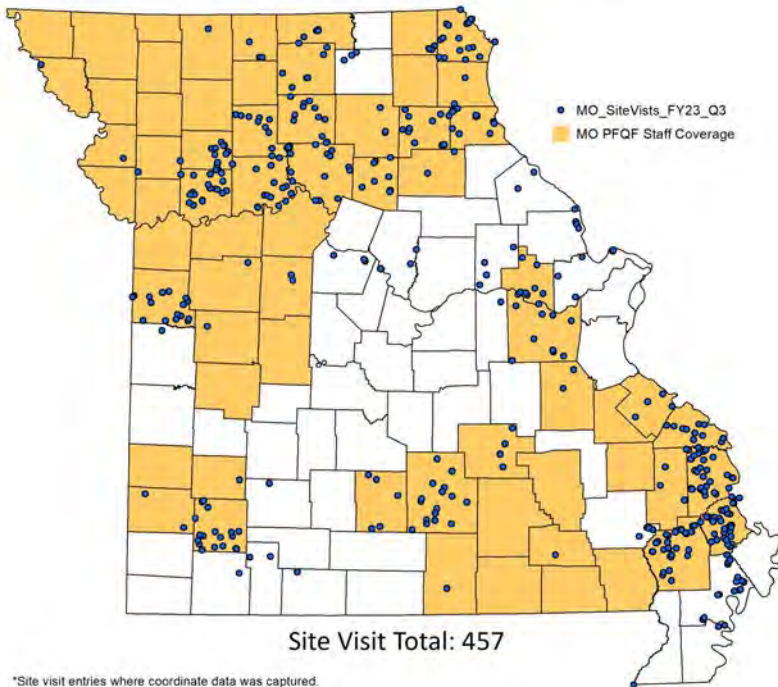 MO_SiteVists_FY23_Q3
MO PFQF Staff Coverage
Site Visit Total: 457
*Site visit entries where coordinate data was captured.